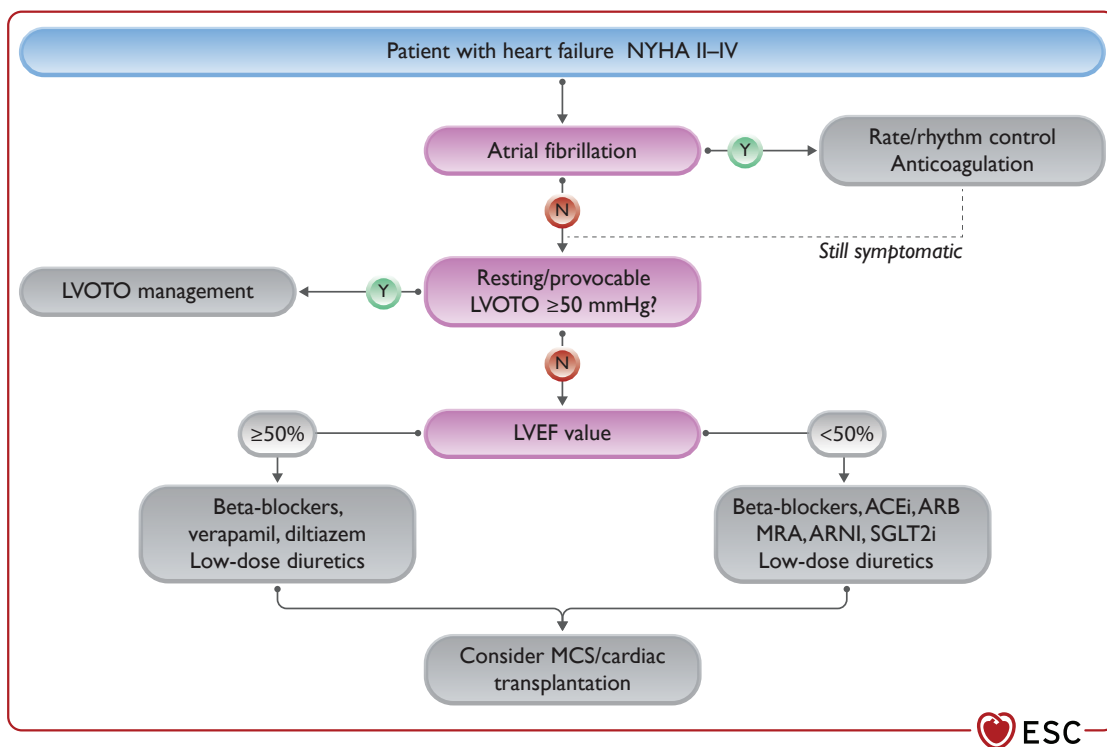 Patient with heart failure NYHA II–IV
Atrial fibrillation
Y
Rate/rhythm control
Anticoagulation
N
Still symptomatic
LVOTO management
Y
Resting/provocable
LVOTO ≥50 mmHg?
N
≥50%
LVEF value
<50%
Beta-blockers,
verapamil, diltiazem
Low-dose diuretics
Beta-blockers, ACEi, ARB
MRA, ARNI, SGLT2i
Low-dose diuretics
Consider MCS/cardiac
transplantation
ESC